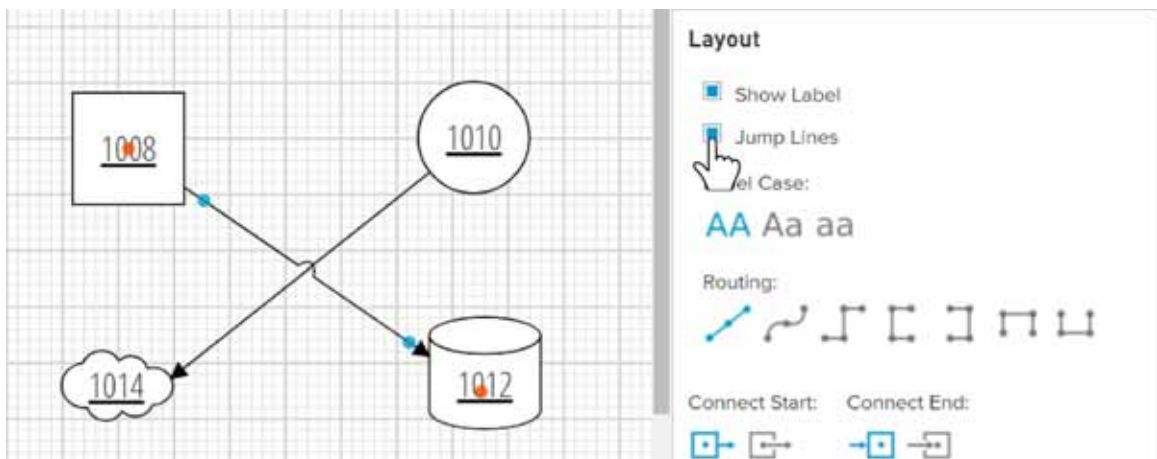 1008
1010
1014
1012
Layout
Show Label
Jump Lines
el Case:
AA Aa aa
Routing:
Connect Start: Connect End: